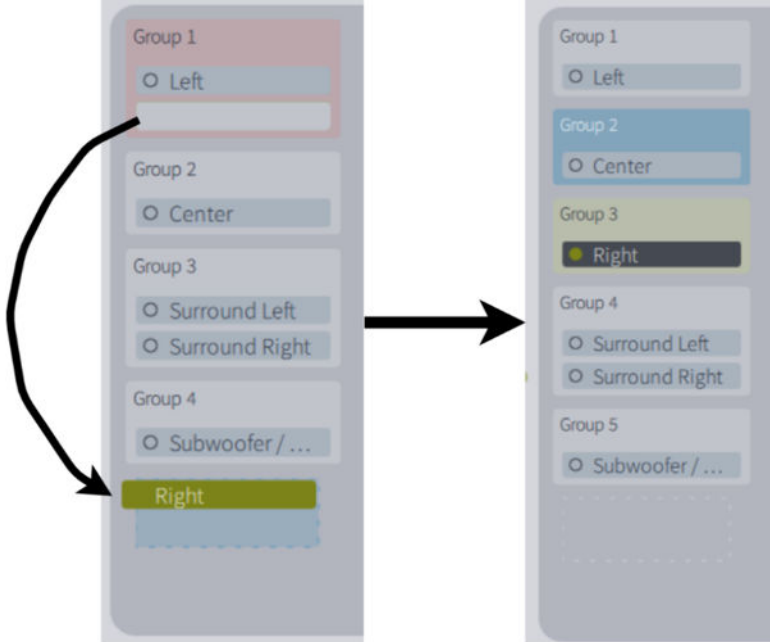 Group 1
Left
Group 2
Center
Group 3
Surround Left
Surround Right
Group 4
Subwoofer / ...
Right
Group 1
Left
Group 2
Center
Group 3
Right
Group 4
Surround Left
Surround Right
Group 5
Subwoofer / ...